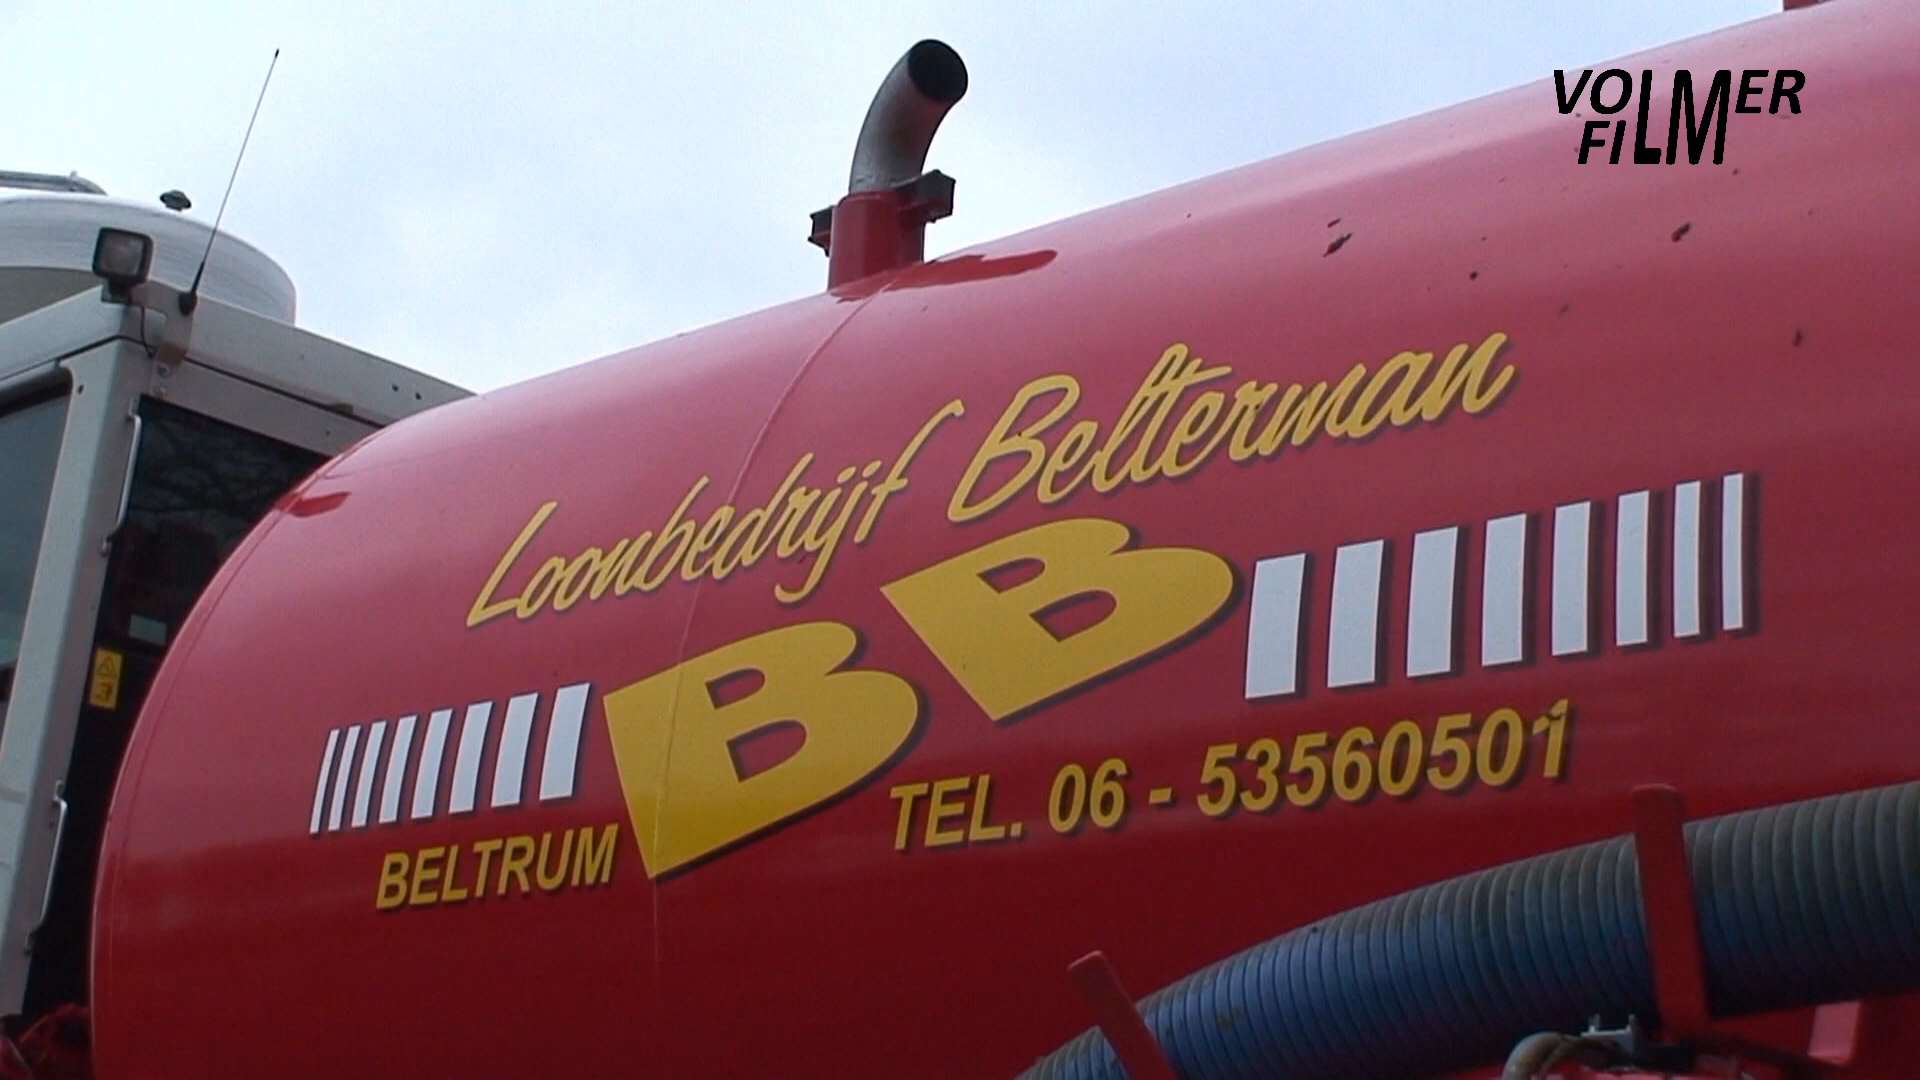 VOLMER
FILM
Loonbedrijf Belterman
BB
BELTRUM
TEL. 06 - 53560501